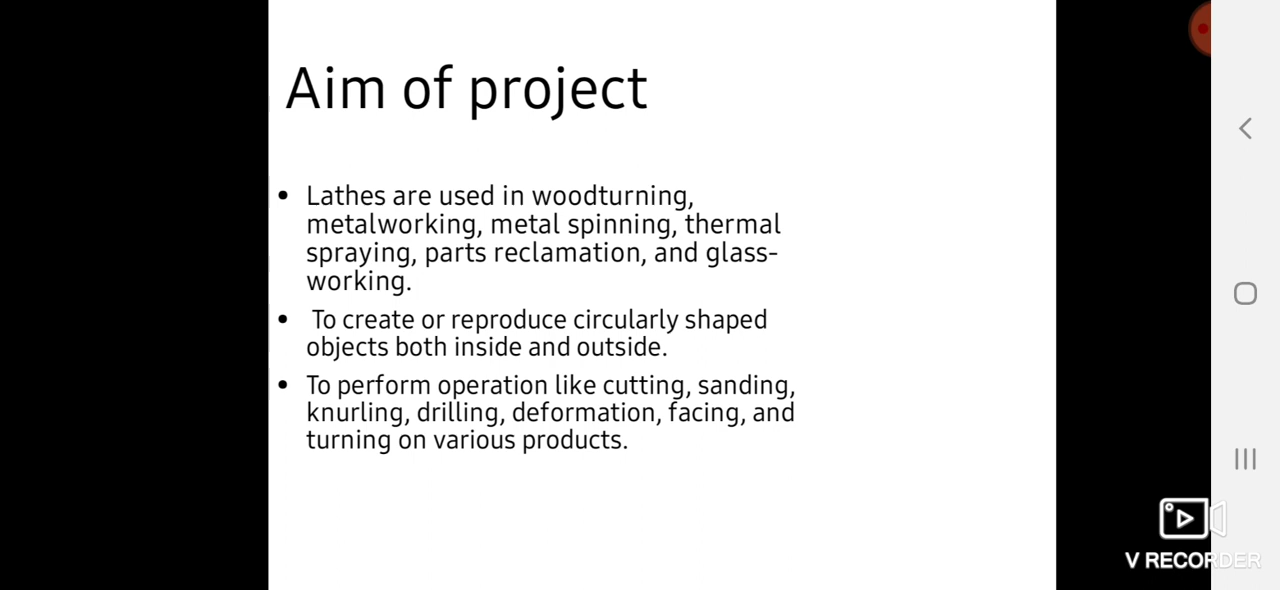 Aim of project
• Lathes are used in woodturning,
metalworking, metal spinning, thermal
spraying, parts reclamation, and glass-
working.
• To create or reproduce circularly shaped
objects both inside and outside.
• To perform operation like cutting, sanding,
knurling, drilling, deformation, facing, and
turning on various products.
V RECORDER